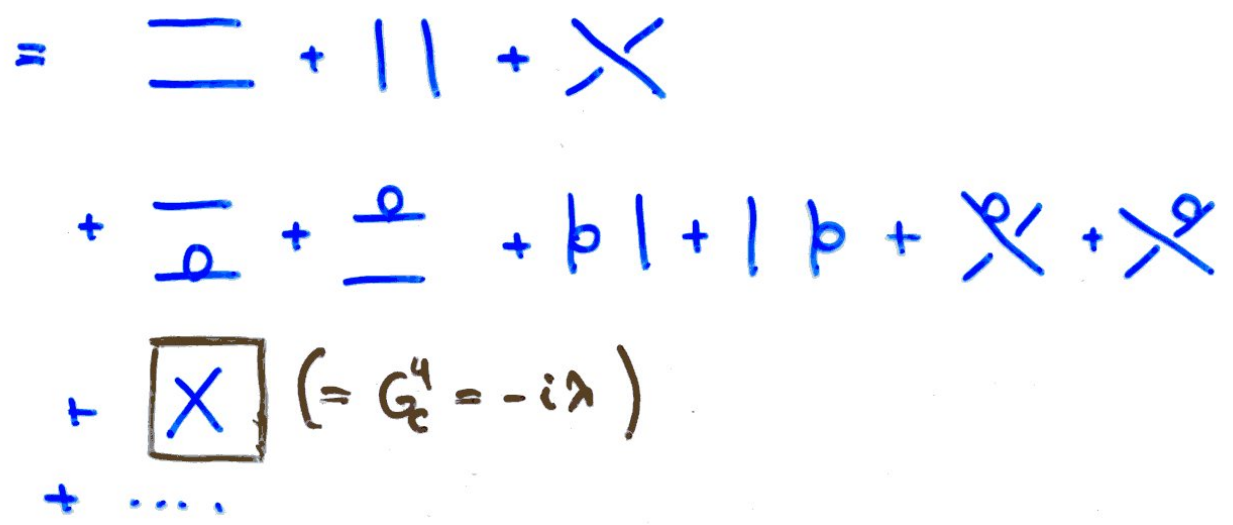 = + +
+ + + + + +
+ (= G_c^4 = -iλ)
+ ....